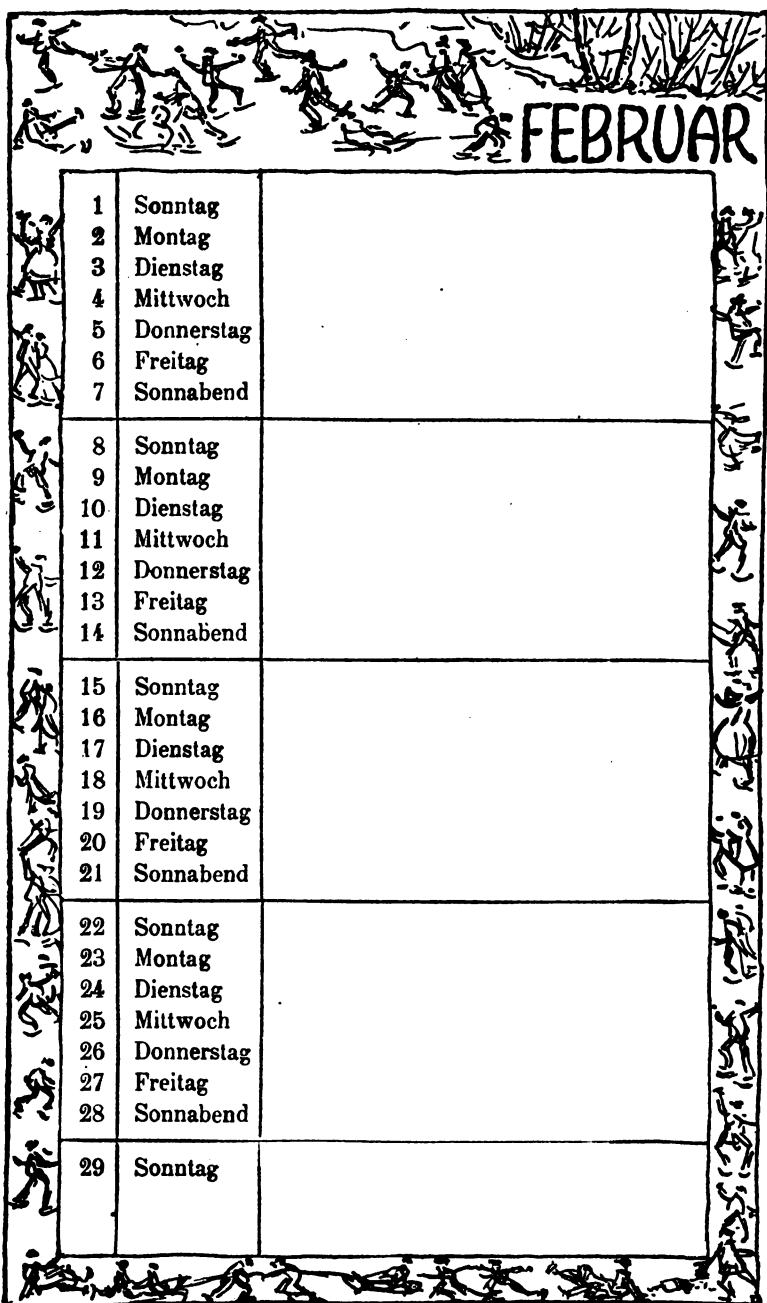 FEBRUAR
1 Sonntag
2 Montag
3 Dienstag
4 Mittwoch
5 Donnerstag
6 Freitag
7 Sonnabend
8 Sonntag
9 Montag
10 Dienstag
11 Mittwoch
12 Donnerstag
13 Freitag
14 Sonnabend
15 Sonntag
16 Montag
17 Dienstag
18 Mittwoch
19 Donnerstag
20 Freitag
21 Sonnabend
22 Sonntag
23 Montag
24 Dienstag
25 Mittwoch
26 Donnerstag
27 Freitag
28 Sonnabend
29 Sonntag